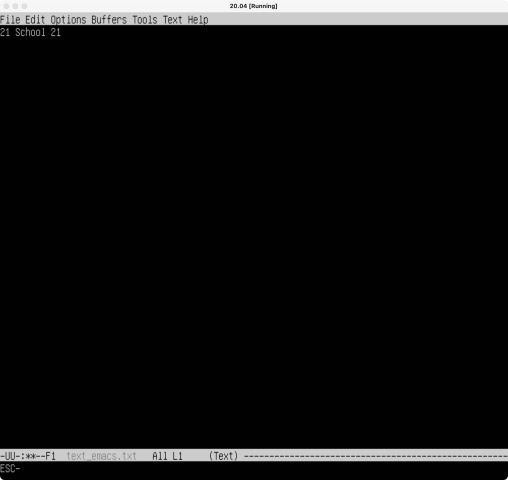 20.04 [Running]
File Edit Options Buffers Tools Text Help
21 School 21
-UU-:**--F1  text_emacs.txt   All L1     (Text) ----------------------------------------------------
ESC-